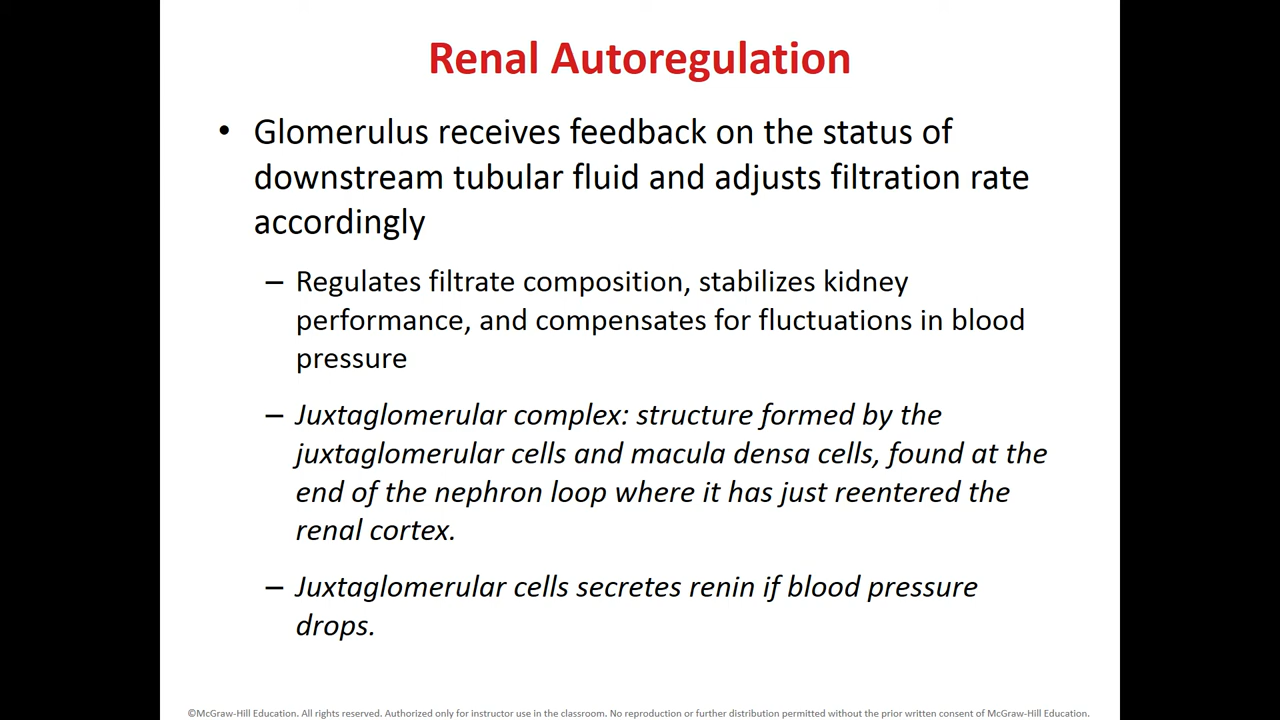 Renal Autoregulation
• Glomerulus receives feedback on the status of
downstream tubular fluid and adjusts filtration rate
accordingly
– Regulates filtrate composition, stabilizes kidney
performance, and compensates for fluctuations in blood
pressure
– Juxtaglomerular complex: structure formed by the
juxtaglomerular cells and macula densa cells, found at the
end of the nephron loop where it has just reentered the
renal cortex.
– Juxtaglomerular cells secretes renin if blood pressure
drops.
©McGraw-Hill Education. All rights reserved. Authorized only for instructor use in the classroom. No reproduction or further distribution permitted without the prior written consent of McGraw-Hill Education.